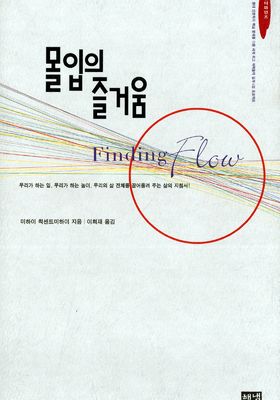 몰입의
즐거움
Finding Flow
우리가 하는 일, 우리가 하는 놀이, 우리의 삶 전체를 끌어올려 주는 삶의 지침서!
미하이 칙센트미하이 지음 | 이희재 옮김
해냄